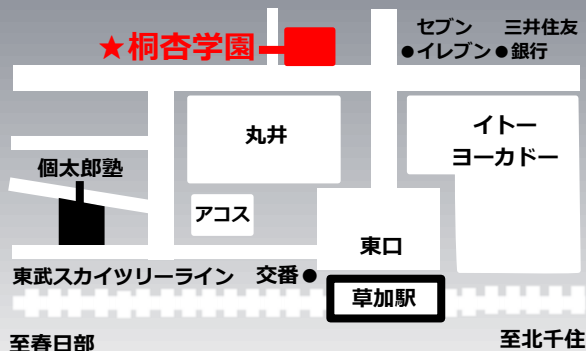 セブン 三井住友
★桐杏学園
●イレブン●銀行
丸井
イトー
ヨーカドー
個太郎塾
アコス
東口
東武スカイツリーライン 交番●
草加駅
至春日部
至北千住